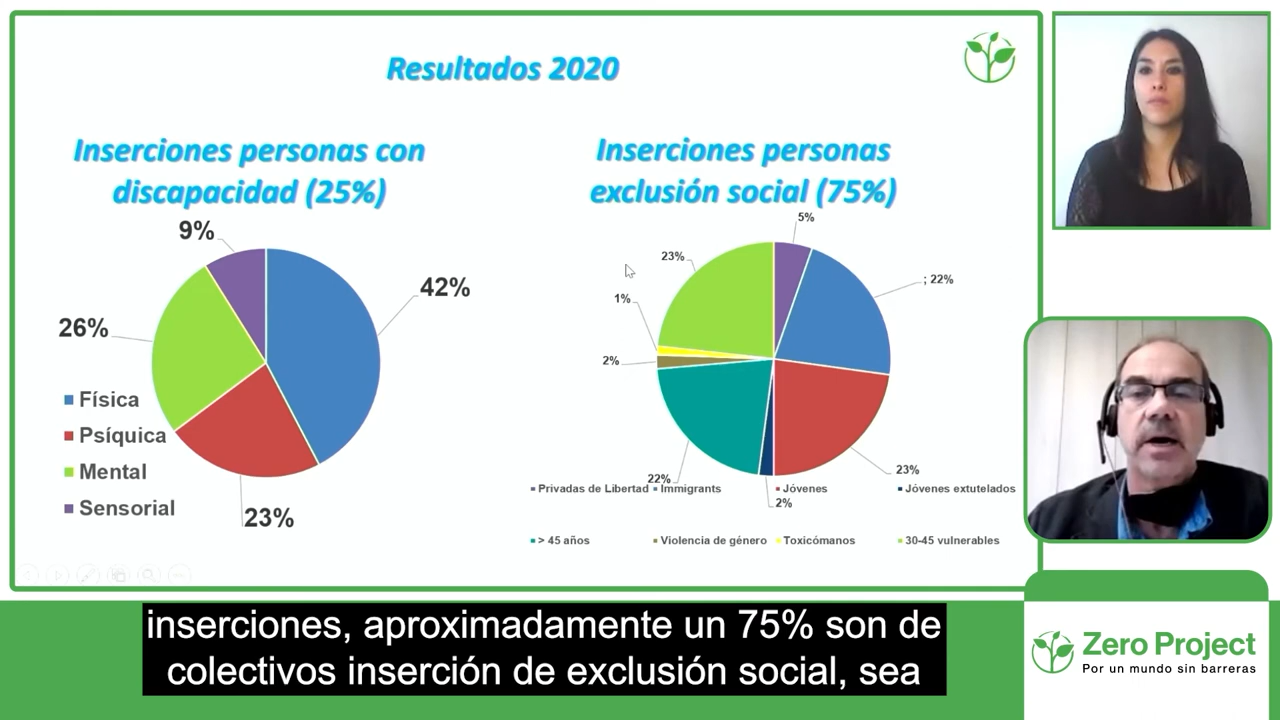 Resultados 2020
Inserciones personas con
discapacidad (25%)
9%
42%
26%
23%
Física
Psíquica
Mental
Sensorial
Inserciones personas
exclusión social (75%)
5%
; 22%
23%
1%
2%
22%
2%
23%
Privadas de Libertad
Immigrants
Jóvenes
Jóvenes extutelados
> 45 años
Violencia de género
Toxicómanos
30-45 vulnerables
inserciones, aproximadamente un 75% son de
colectivos inserción de exclusión social, sea
Zero Project
Por un mundo sin barreras